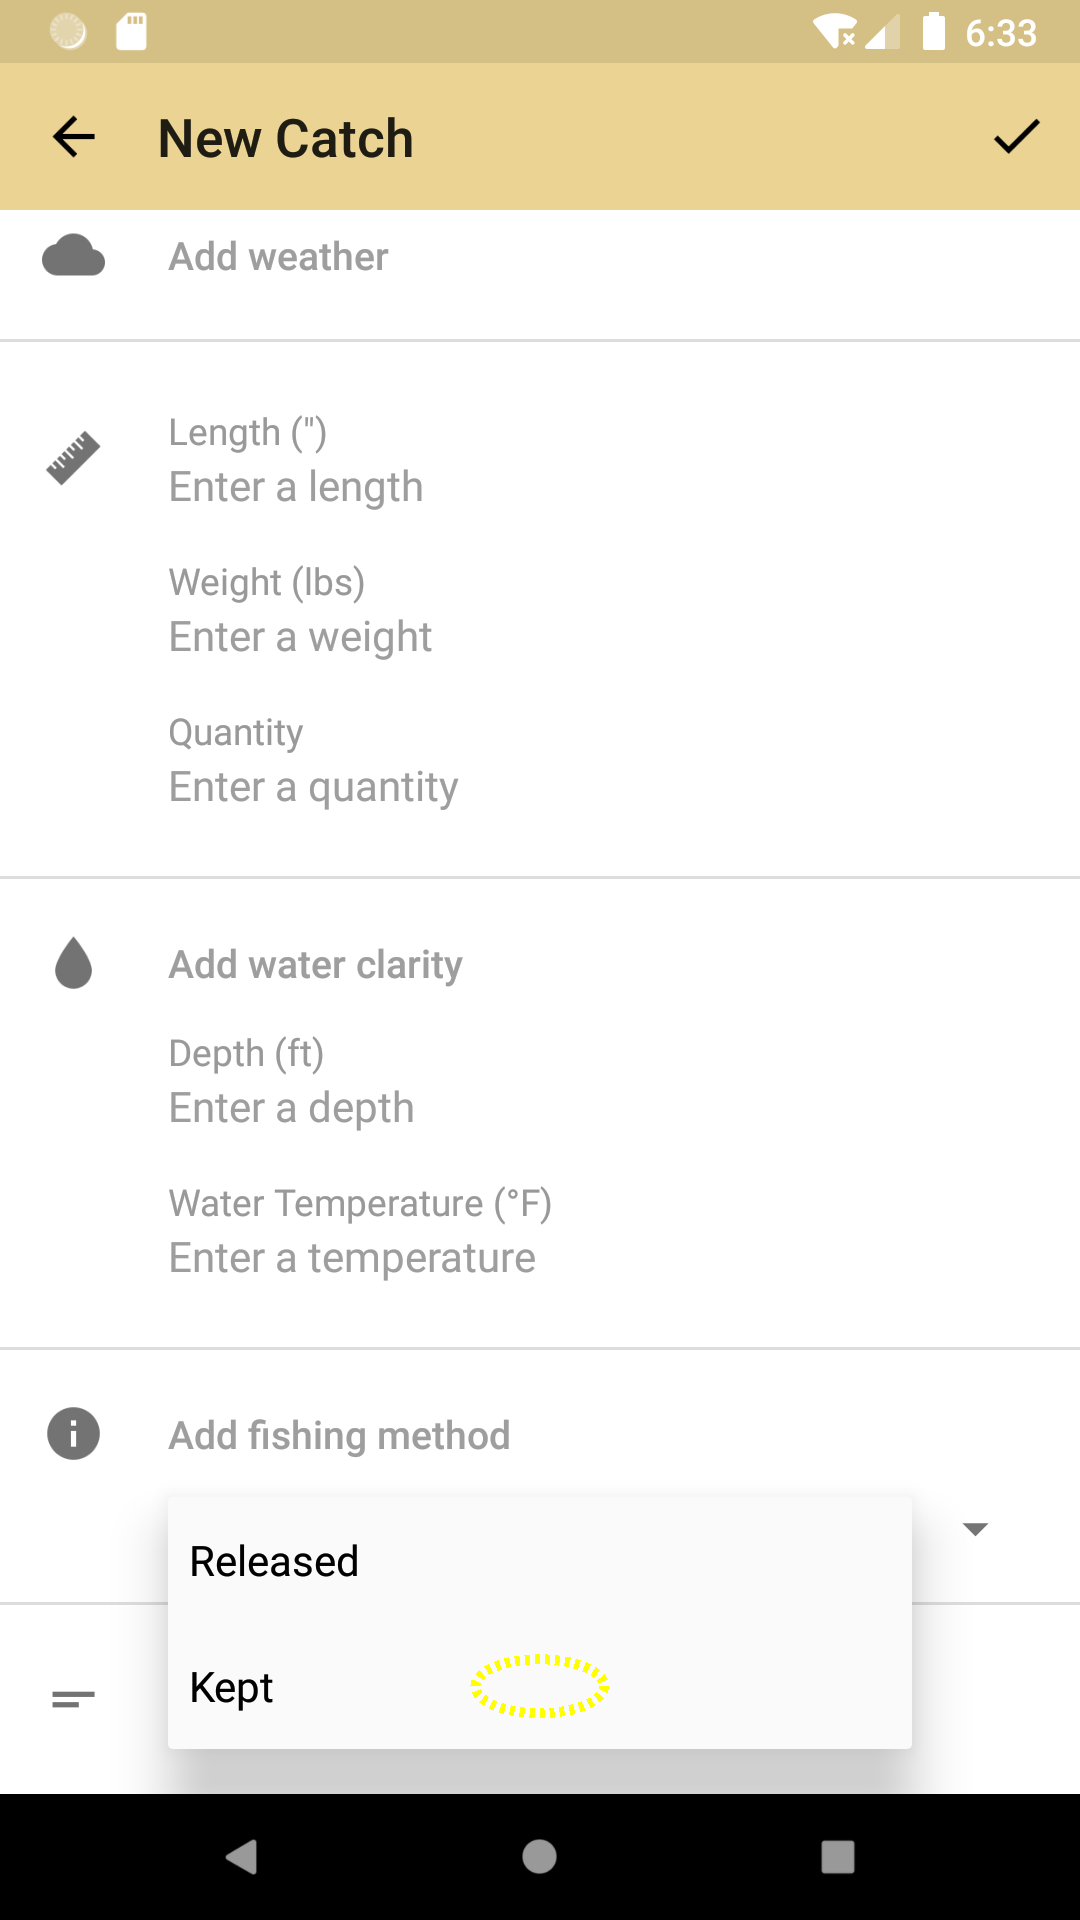 6:33
New Catch
Add weather
Length (")
Enter a length
Weight (lbs)
Enter a weight
Quantity
Enter a quantity
Add water clarity
Depth (ft)
Enter a depth
Water Temperature (°F)
Enter a temperature
Add fishing method
Released
Kept